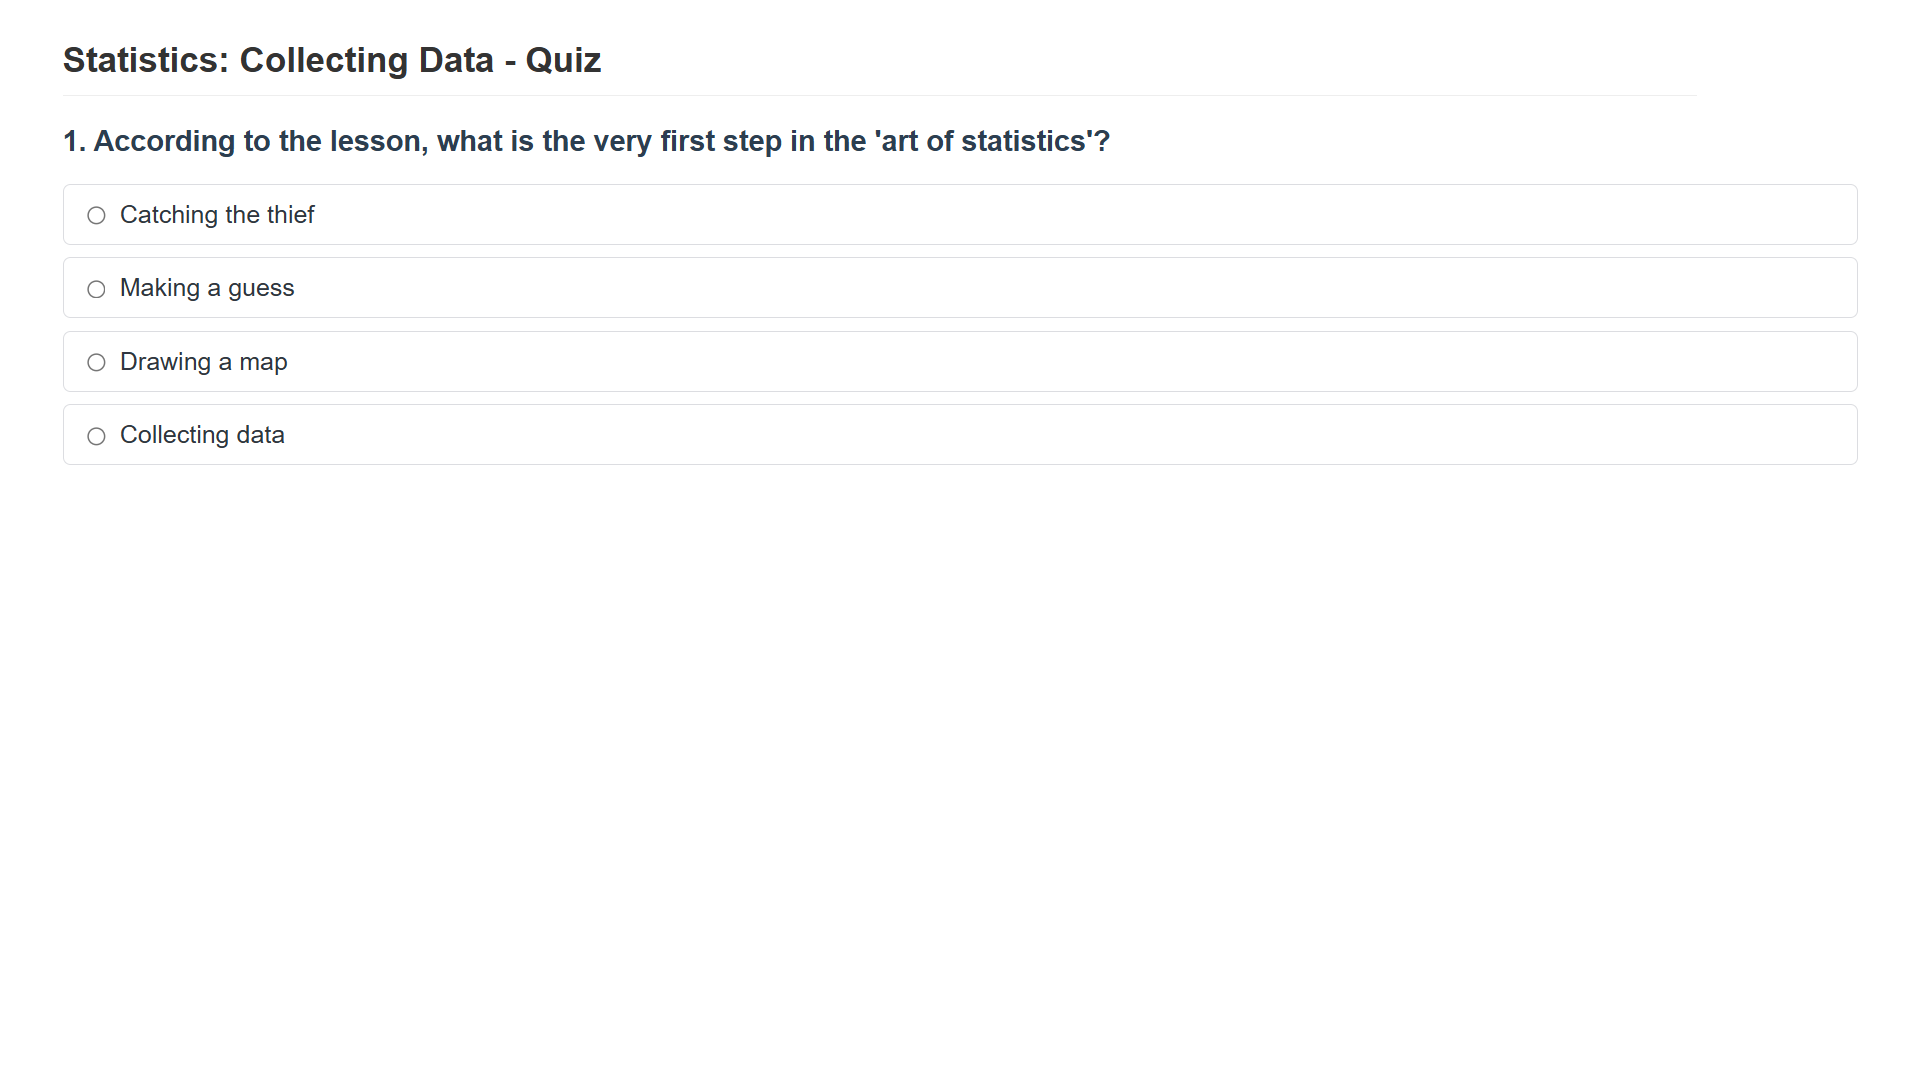 Statistics: Collecting Data - Quiz
1. According to the lesson, what is the very first step in the 'art of statistics'?
Catching the thief
Making a guess
Drawing a map
Collecting data